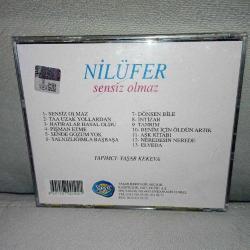 NİLÜFER
sensiz olmaz
1- SENSİZ OLMAZ
2- TAA UZAK YOLLARDAN
3- HATIRALAR HAYAL OLDU
4- PİŞMAN ETME
5- SENDE GÖZÜM YOK
6- YALNIZLIĞIMLA BAŞBAŞA
7- DÖNSEN BİLE
8- İNTİZAR
9- TANRIM
10- BENİM İÇİN ÖLDÜN ARTIK
11- AŞK KİTABI
12- NEREDESİN NEREDE
13- ELVEDA
YAPIMCI: YAŞAR KEKEVA